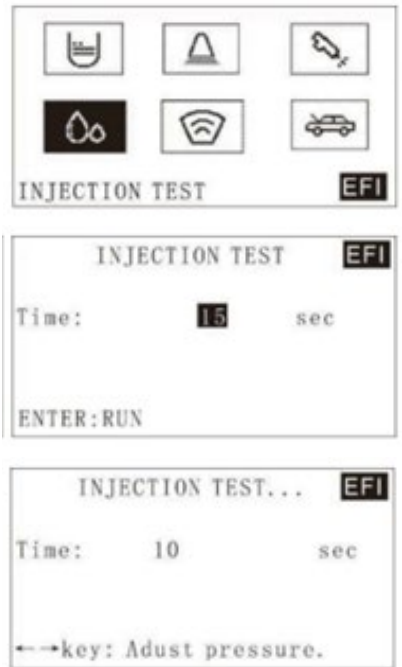 INJECTION TEST EFI
INJECTION TEST EFI
Time: 15 sec
ENTER:RUN
INJECTION TEST... EFI
Time: 10 sec
←→key: Adust pressure.